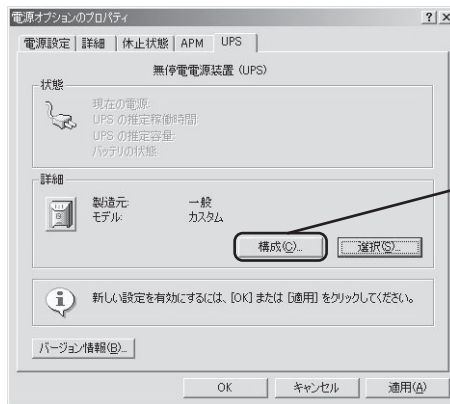 電源オプションのプロパティ
電源設定 詳細 休止状態 APM UPS
無停電電源装置 (UPS)
状態
現在の電源:
UPS の推定稼働時間:
UPS の推定容量:
バッテリの状態:
詳細
製造元: 一般
モデル: カスタム
構成(C)... 選択(S)...
新しい設定を有効にするには、[OK] または [適用] をクリックしてください。
バージョン情報(B)...
OK キャンセル 適用(A)